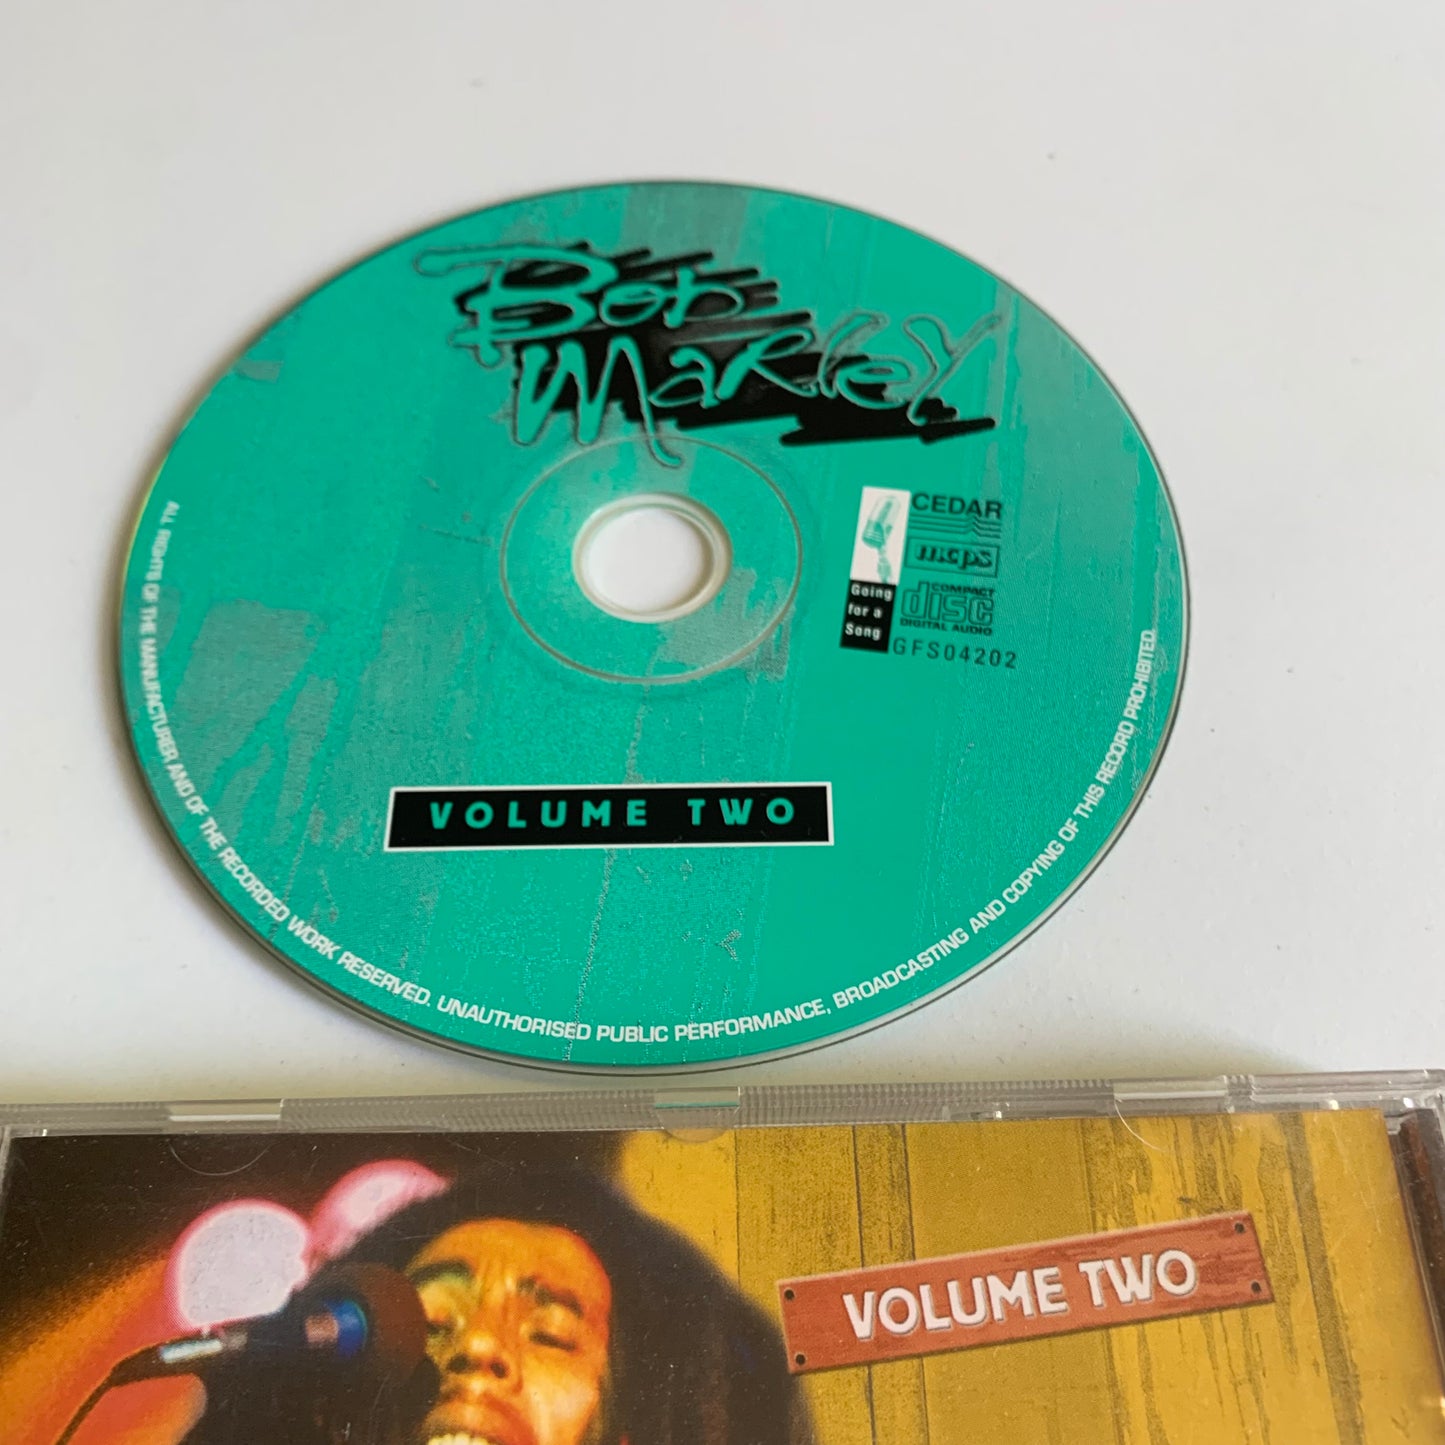 Bob
Marley
CEDAR
mcps
Going
for a
Song
COMPACT
disc
DIGITAL AUDIO
GFS04202
VOLUME TWO
ALL RIGHTS OF THE MANUFACTURER AND OF THE RECORDED WORK RESERVED. UNAUTHORISED PUBLIC PERFORMANCE, BROADCASTING AND COPYING OF THIS RECORD PROHIBITED.
VOLUME TWO